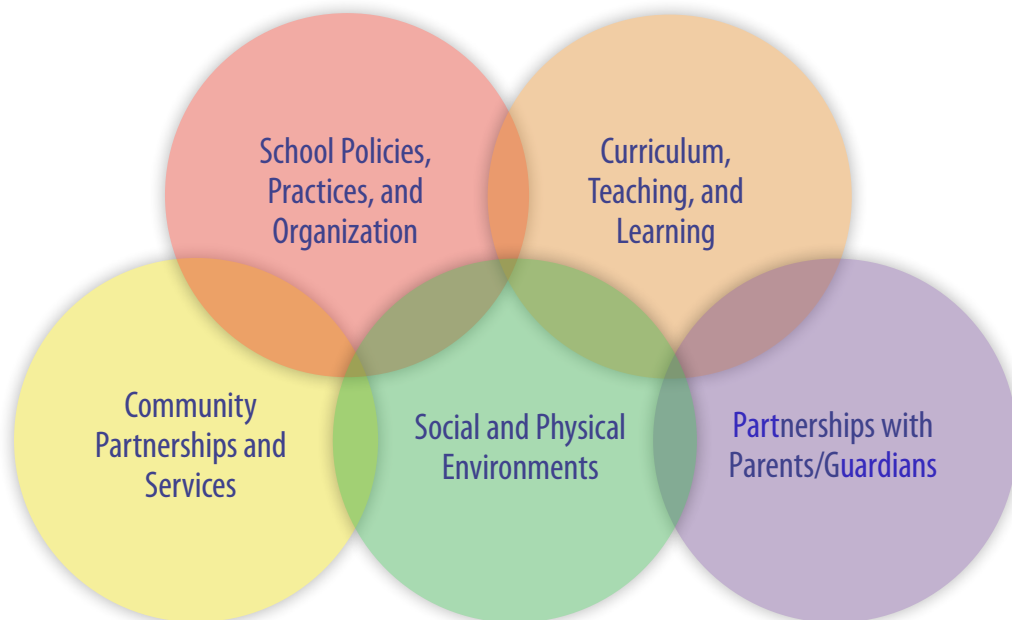 School Policies,
Practices, and
Organization
Curriculum,
Teaching, and
Learning
Community
Partnerships and
Services
Social and Physical
Environments
Partnerships with
Parents/Guardians